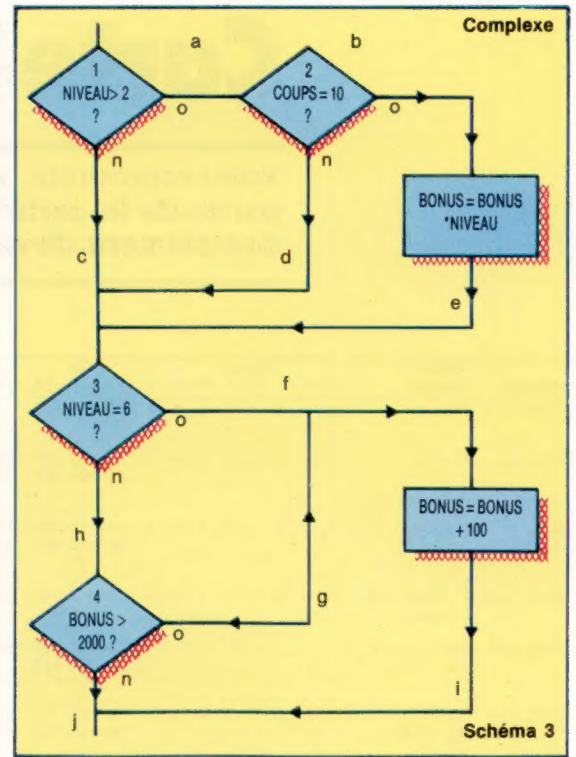 Complexe
a
b
1
NIVEAU> 2
?
o
n
2
COUPS = 10
?
o
n
BONUS = BONUS
*NIVEAU
c
d
e
3
NIVEAU = 6
?
o
n
f
BONUS = BONUS
+ 100
h
g
4
BONUS >
2000 ?
o
n
i
j
Schéma 3